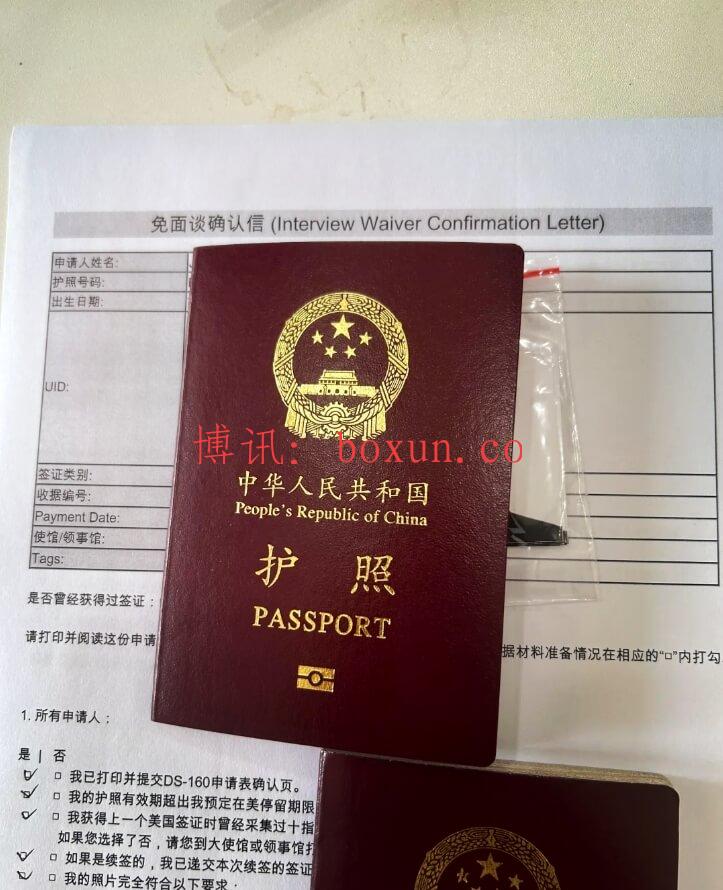 免面谈确认信 (Interview Waiver Confirmation Letter)
申请人姓名:
护照号码:
出生日期:
UID:
签证类别:
收据编号:
Payment Date:
使馆/领事馆:
Tags:
博讯: boxun.co
中华人民共和国
People's Republic of China
护照
PASSPORT
是否曾经获得过签证:
请打印并阅读这份申请
据材料准备情况在相应的“□”内打勾
1. 所有申请人:
是 | 否
□ 我已打印并提交DS-160申请表确认页。
□ 我的护照有效期超出我预定在美停留期限
□ 我获得上一个美国签证时曾经采集过十指
如果您选择了否,请您到大使馆或领事馆
□ 如果是续签的,我已递交本次续签的签证
□ 我的照片完全符合以下要求: